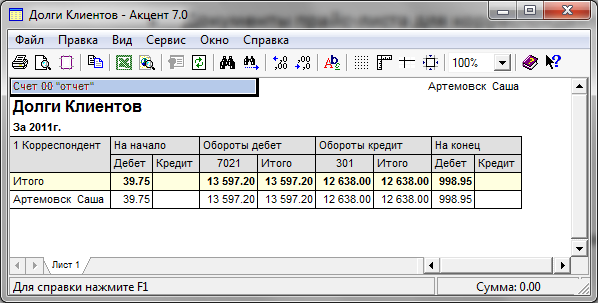 Долги Клиентов - Акцент 7.0
Файл Правка Вид Сервис Окно Справка
100%
Счет 00 "отчет" Артемовск Саша
Долги Клиентов
За 2011г.
1 Корреспондент На начало Обороты дебет Обороты кредит На конец
Дебет Кредит 7021 Итого 301 Итого Дебет Кредит
Итого 39.75 13 597.20 13 597.20 12 638.00 12 638.00 998.95
Артемовск Саша 39.75 13 597.20 13 597.20 12 638.00 12 638.00 998.95
Лист 1
Для справки нажмите F1 Сумма: 0.00